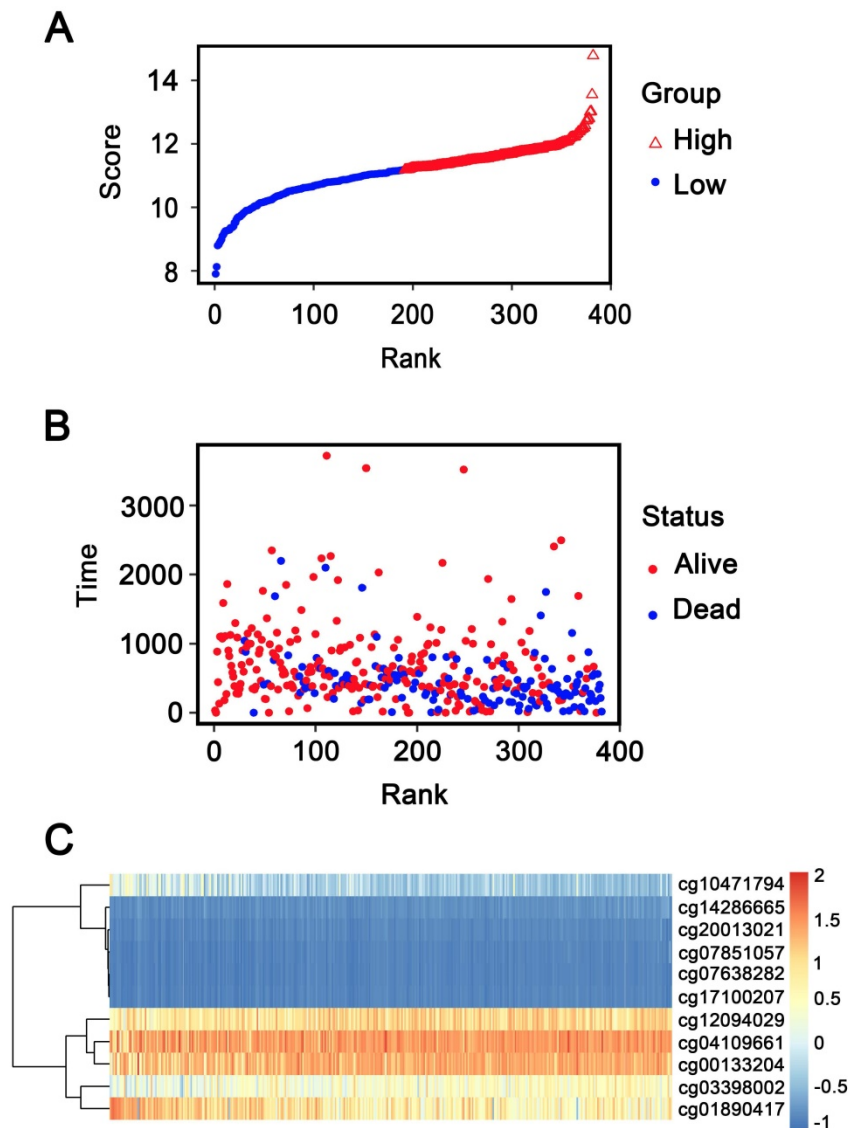 A
14
12
10
8
Score
0 100 200 300 400
Rank
Group
High
Low
B
3000
2000
1000
0
Time
0 100 200 300 400
Rank
Status
Alive
Dead
C
cg10471794
cg14286665
cg20013021
cg07851057
cg07638282
cg17100207
cg12094029
cg04109661
cg00133204
cg03398002
cg01890417
2
1.5
1
0.5
0
-0.5
-1